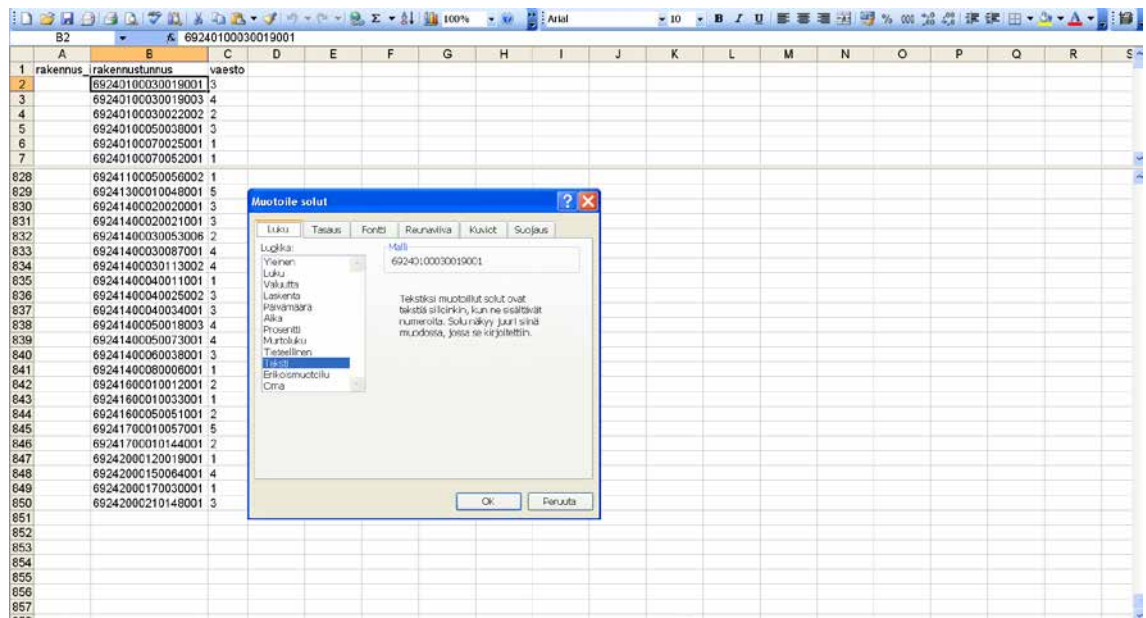 100% Arial 10 B I U % 000
B2 fx 69240100030019001
A B C D E F G H I J K L M N O P Q R S
1 rakennus_ rakennustunnus vaesto
2 69240100030019001 3
3 69240100030019003 4
4 69240100030022002 2
5 69240100050038001 3
6 69240100070025001 1
7 69240100070052001 1
828 69241100050056002 1
829 69241300010048001 5
830 69241400020020001 3
831 69241400020021001 3
832 69241400030053006 2
833 69241400030087001 4
834 69241400030113002 4
835 69241400040011001 1
836 69241400040025002 3
837 69241400040034001 3
838 69241400050018003 4
839 69241400050073001 4
840 69241400060038001 3
841 69241400080006001 1
842 69241600010012001 2
843 69241600010033001 1
844 69241600050051001 2
845 69241700010057001 5
846 69241700010144001 2
847 69242000120019001 1
848 69242000150064001 4
849 69242000170030001 1
850 69242000210148001 3
851
852
853
854
855
856
857
Muotoile solut
Luku Tasaus Fontti Reunaviiva Kuviot Suojaus
Luokka:
Yleinen
Luku
Valuutta
Laskenta
Päivämäärä
Aika
Prosentti
Murtoluku
Tieteellinen
Teksti
Erikoismuotoilu
Oma
Malli
69240100030019001
Tekstiksi muotoillut solut ovat
tekstiä silloinkin, kun ne sisältävät
numeroita. Solu näkyy juuri siinä
muodossa, jossa se kirjoitettiin.
OK Peruuta